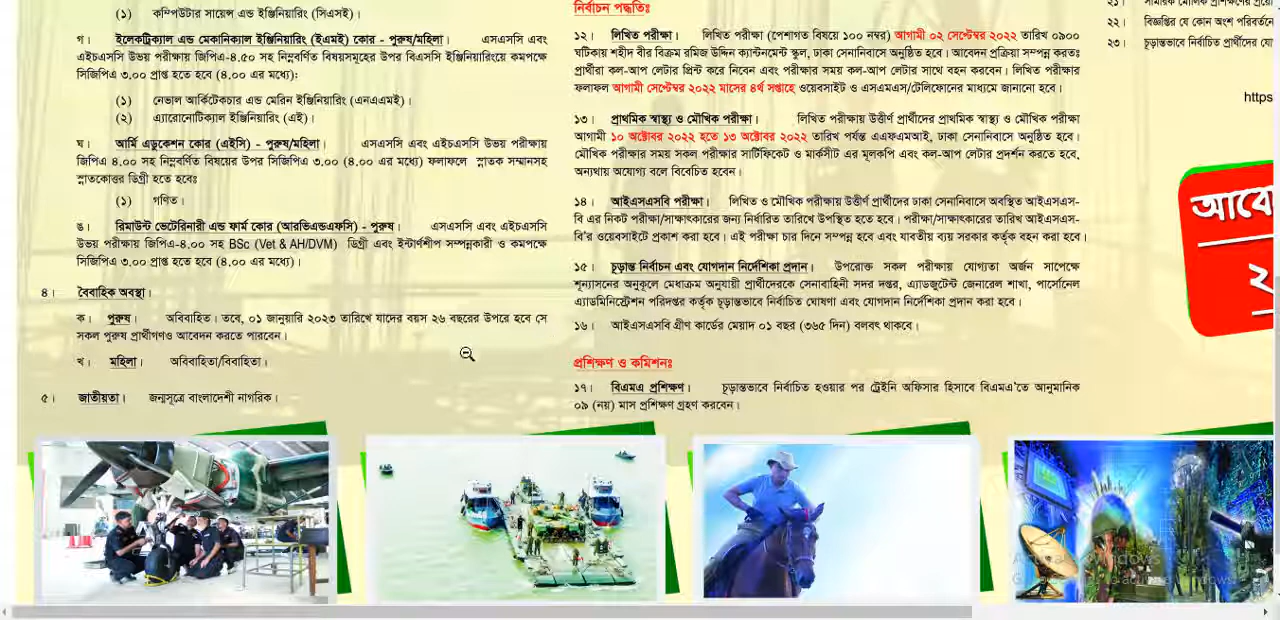 (১) কম্পিউটার সায়েন্স এন্ড ইঞ্জিনিয়ারিং (সিএসই)।
গ। ইলেকট্রিক্যাল এন্ড মেকানিক্যাল ইঞ্জিনিয়ারিং (ইএমই) কোর - পুরুষ/মহিলা। এসএসসি এবং
এইচএসসি উভয় পরীক্ষায় জিপিএ-৪.৫০ সহ নিম্নবর্ণিত বিষয়সমূহের উপর বিএসসি ইঞ্জিনিয়ারিংয়ে কমপক্ষে
সিজিপিএ ৩.০০ প্রাপ্ত হতে হবে (৪.০০ এর মধ্যে):
(১) নেভাল আর্কিটেকচার এন্ড মেরিন ইঞ্জিনিয়ারিং (এনএএমই)।
(২) এ্যারোনোটিক্যাল ইঞ্জিনিয়ারিং (এই)।
ঘ। আর্মি এডুকেশন কোর (এইসি) - পুরুষ/মহিলা। এসএসসি এবং এইচএসসি উভয় পরীক্ষায়
জিপিএ ৪.০০ সহ নিম্নবর্ণিত বিষয়ের উপর সিজিপিএ ৩.০০ (৪.০০ এর মধ্যে) ফলাফলে স্নাতক সম্মানসহ
স্নাতকোত্তর ডিগ্রী হতে হবেঃ
(১) গণিত।
ঙ। রিমাউন্ট ভেটেরিনারী এন্ড ফার্ম কোর (আরভিএন্ডএফসি) - পুরুষ। এসএসসি এবং এইচএসসি
উভয় পরীক্ষায় জিপিএ-৪.০০ সহ BSc (Vet & AH/DVM) ডিগ্রী এবং ইন্টার্ণশীপ সম্পন্নকারী ও কমপক্ষে
সিজিপিএ ৩.০০ প্রাপ্ত হতে হবে (৪.০০ এর মধ্যে)।
৪। বৈবাহিক অবস্থা।
ক। পুরুষ। অবিবাহিত। তবে, ০১ জানুয়ারি ২০২৩ তারিখে যাদের বয়স ২৬ বছরের উপরে হবে সে
সকল পুরুষ প্রার্থীগণও আবেদন করতে পারবেন।
খ। মহিলা। অবিবাহিতা/বিবাহিতা।
৫। জাতীয়তা। জন্মসূত্রে বাংলাদেশী নাগরিক।
নির্বাচন পদ্ধতিঃ
১২। লিখিত পরীক্ষা। লিখিত পরীক্ষা (পেশাগত বিষয়ে ১০০ নম্বর) আগামী ০২ সেপ্টেম্বর ২০২২ তারিখ ০৯০০
ঘটিকায় শহীদ বীর বিক্রম রমিজ উদ্দিন ক্যান্টনমেন্ট স্কুল, ঢাকা সেনানিবাসে অনুষ্ঠিত হবে। আবেদন প্রক্রিয়া সম্পন্ন করতঃ
প্রার্থীরা কল-আপ লেটার প্রিন্ট করে নিবেন এবং পরীক্ষার সময় কল-আপ লেটার সাথে বহন করবেন। লিখিত পরীক্ষার
ফলাফল আগামী সেপ্টেম্বর ২০২২ মাসের ৪র্থ সপ্তাহে ওয়েবসাইট ও এসএমএস/টেলিফোনের মাধ্যমে জানানো হবে।
১৩। প্রাথমিক স্বাস্থ্য ও মৌখিক পরীক্ষা। লিখিত পরীক্ষায় উত্তীর্ণ প্রার্থীদের প্রাথমিক স্বাস্থ্য ও মৌখিক পরীক্ষা
আগামী ১০ অক্টোবর ২০২২ হতে ১৩ অক্টোবর ২০২২ তারিখ পর্যন্ত এএফএমআই, ঢাকা সেনানিবাসে অনুষ্ঠিত হবে।
মৌখিক পরীক্ষার সময় সকল পরীক্ষার সার্টিফিকেট ও মার্কসীট এর মূলকপি এবং কল-আপ লেটার প্রদর্শন করতে হবে,
অন্যথায় অযোগ্য বলে বিবেচিত হবেন।
১৪। আইএসএসবি পরীক্ষা। লিখিত ও মৌখিক পরীক্ষায় উত্তীর্ণ প্রার্থীদের ঢাকা সেনানিবাসে অবস্থিত আইএসএস-
বি এর নিকট পরীক্ষা/সাক্ষাৎকারের জন্য নির্ধারিত তারিখে উপস্থিত হতে হবে। পরীক্ষা/সাক্ষাৎকারের তারিখ আইএসএস-
বি'র ওয়েবসাইটে প্রকাশ করা হবে। এই পরীক্ষা চার দিনে সম্পন্ন হবে এবং যাবতীয় ব্যয় সরকার কর্তৃক বহন করা হবে।
১৫। চূড়ান্ত নির্বাচন এবং যোগদান নির্দেশিকা প্রদান। উপরোক্ত সকল পরীক্ষায় যোগ্যতা অর্জন সাপেক্ষে
শূন্যাসনের অনুকূলে মেধাক্রম অনুযায়ী প্রার্থীদেরকে সেনাবাহিনী সদর দপ্তর, এ্যাডজুটেন্ট জেনারেল শাখা, পার্সোনেল
এ্যাডমিনিস্ট্রেশন পরিদপ্তর কর্তৃক চূড়ান্তভাবে নির্বাচিত ঘোষণা এবং যোগদান নির্দেশিকা প্রদান করা হবে।
১৬। আইএসএসবি গ্রীণ কার্ডের মেয়াদ ০১ বছর (৩৬৫ দিন) বলবৎ থাকবে।
প্রশিক্ষণ ও কমিশনঃ
১৭। বিএমএ প্রশিক্ষণ। চূড়ান্তভাবে নির্বাচিত হওয়ার পর ট্রেইনি অফিসার হিসাবে বিএমএ'তে আনুমানিক
০৯ (নয়) মাস প্রশিক্ষণ গ্রহণ করবেন।
২১। সামরিক মৌলিক প্রশিক্ষণের
২২। বিজ্ঞপ্তির যে কোন অংশ পরিবর্তনে
২৩। চূড়ান্তভাবে নির্বাচিত প্রার্থীদের যো
https
আবে
২
Activate Windows